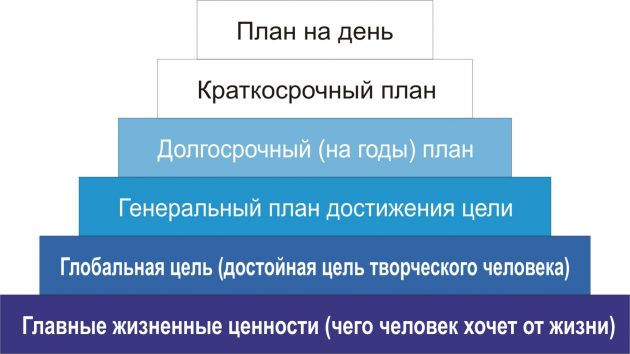 План на день
Краткосрочный план
Долгосрочный (на годы) план
Генеральный план достижения цели
Глобальная цель (достойная цель творческого человека)
Главные жизненные ценности (чего человек хочет от жизни)